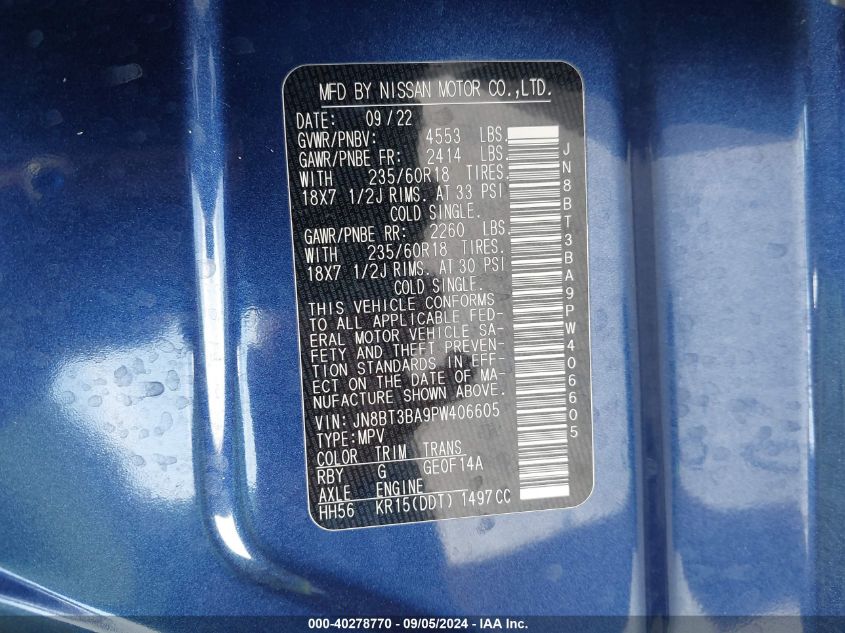 MFD BY NISSAN MOTOR CO.,LTD.
DATE: 09/22
GVWR/PNBV: 4553 LBS.
GAWR/PNBE FR: 2414 LBS.
WITH 235/60R18 TIRES.
18X7 1/2J RIMS. AT 33 PSI
COLD SINGLE.
GAWR/PNBE RR: 2260 LBS.
WITH 235/60R18 TIRES.
18X7 1/2J RIMS. AT 30 PSI
COLD SINGLE.
THIS VEHICLE CONFORMS
TO ALL APPLICABLE FED-
ERAL MOTOR VEHICLE SA-
FETY AND THEFT PREVEN-
TION STANDARDS IN EFF-
ECT ON THE DATE OF MA-
NUFACTURE SHOWN ABOVE.
VIN: JN8BT3BA9PW406605
TYPE:MPV
COLOR TRIM TRANS
RBY G GE0F14A
AXLE ENGINE
HH56 KR15(DDT) 1497CC
JN8BT3BA9PW406605
000-40278770 - 09/05/2024 - IAA Inc.